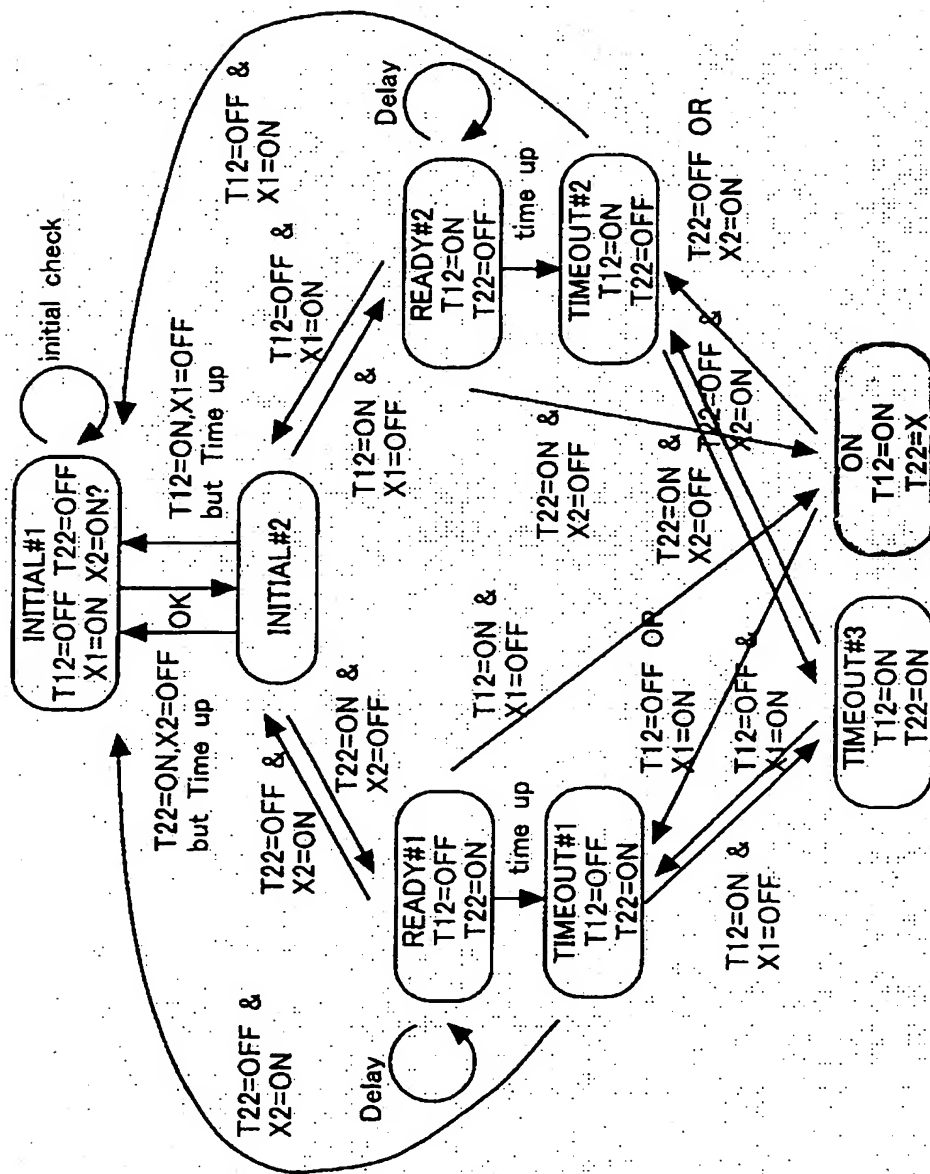 initial check
INITIAL#1
T12=OFF T22=OFF
X1=ON X2=ON?
T12=OFF &
X1=ON
T22=OFF &
X2=ON
T22=ON,X2=OFF
but Time up
OK
T12=ON,X1=OFF
but Time up
INITIAL#2
T22=OFF &
X2=ON
T22=ON &
X2=OFF
T12=ON &
X1=OFF
T12=OFF &
X1=ON
Delay
READY#1
T12=OFF
T22=ON
READY#2
T12=ON
T22=OFF
Delay
time up
time up
T12=ON &
X1=OFF
T22=ON &
X2=OFF
TIMEOUT#1
T12=OFF
T22=ON
TIMEOUT#2
T12=ON
T22=OFF
T12=OFF OR
X1=ON
T22=ON &
X2=OFF
T22=OFF &
X2=ON
T22=OFF OR
X2=ON
T12=ON &
X1=OFF
T12=OFF &
X1=ON
TIMEOUT#3
T12=ON
T22=ON
ON
T12=ON
T22=X